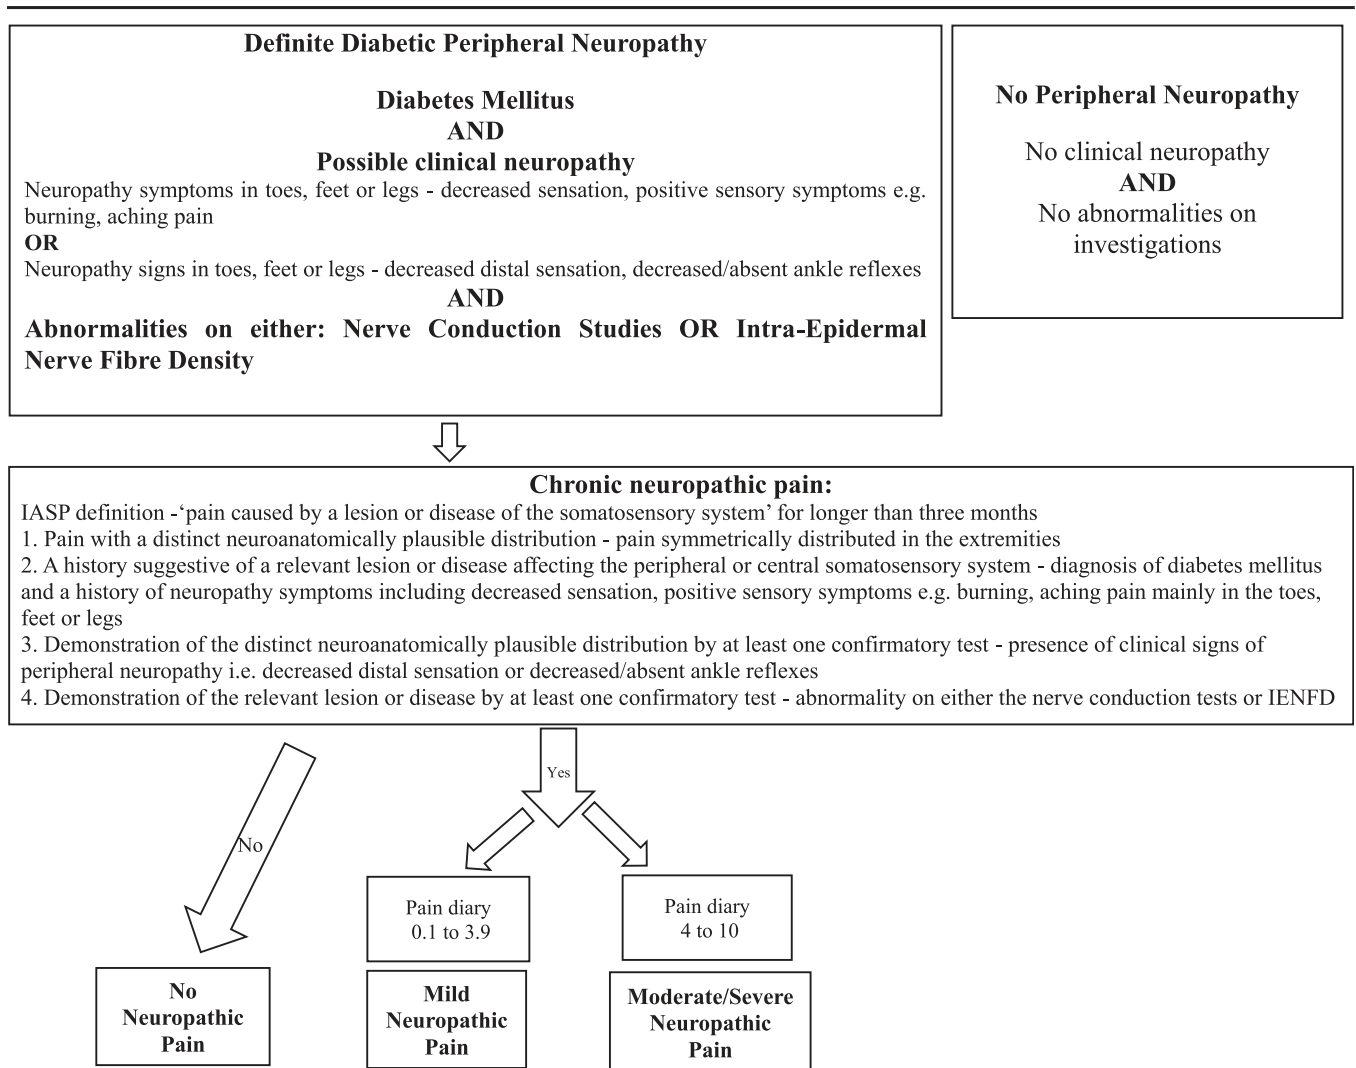 Definite Diabetic Peripheral Neuropathy
Diabetes Mellitus
AND
Possible clinical neuropathy
Neuropathy symptoms in toes, feet or legs - decreased sensation, positive sensory symptoms e.g.
burning, aching pain
OR
Neuropathy signs in toes, feet or legs - decreased distal sensation, decreased/absent ankle reflexes
AND
Abnormalities on either: Nerve Conduction Studies OR Intra-Epidermal
Nerve Fibre Density
No Peripheral Neuropathy
No clinical neuropathy
AND
No abnormalities on
investigations
Chronic neuropathic pain:
IASP definition -‘pain caused by a lesion or disease of the somatosensory system’ for longer than three months
1. Pain with a distinct neuroanatomically plausible distribution - pain symmetrically distributed in the extremities
2. A history suggestive of a relevant lesion or disease affecting the peripheral or central somatosensory system - diagnosis of diabetes mellitus
and a history of neuropathy symptoms including decreased sensation, positive sensory symptoms e.g. burning, aching pain mainly in the toes,
feet or legs
3. Demonstration of the distinct neuroanatomically plausible distribution by at least one confirmatory test - presence of clinical signs of
peripheral neuropathy i.e. decreased distal sensation or decreased/absent ankle reflexes
4. Demonstration of the relevant lesion or disease by at least one confirmatory test - abnormality on either the nerve conduction tests or IENFD
Yes
No
Pain diary
0.1 to 3.9
Pain diary
4 to 10
No
Neuropathic
Pain
Mild
Neuropathic
Pain
Moderate/Severe
Neuropathic
Pain